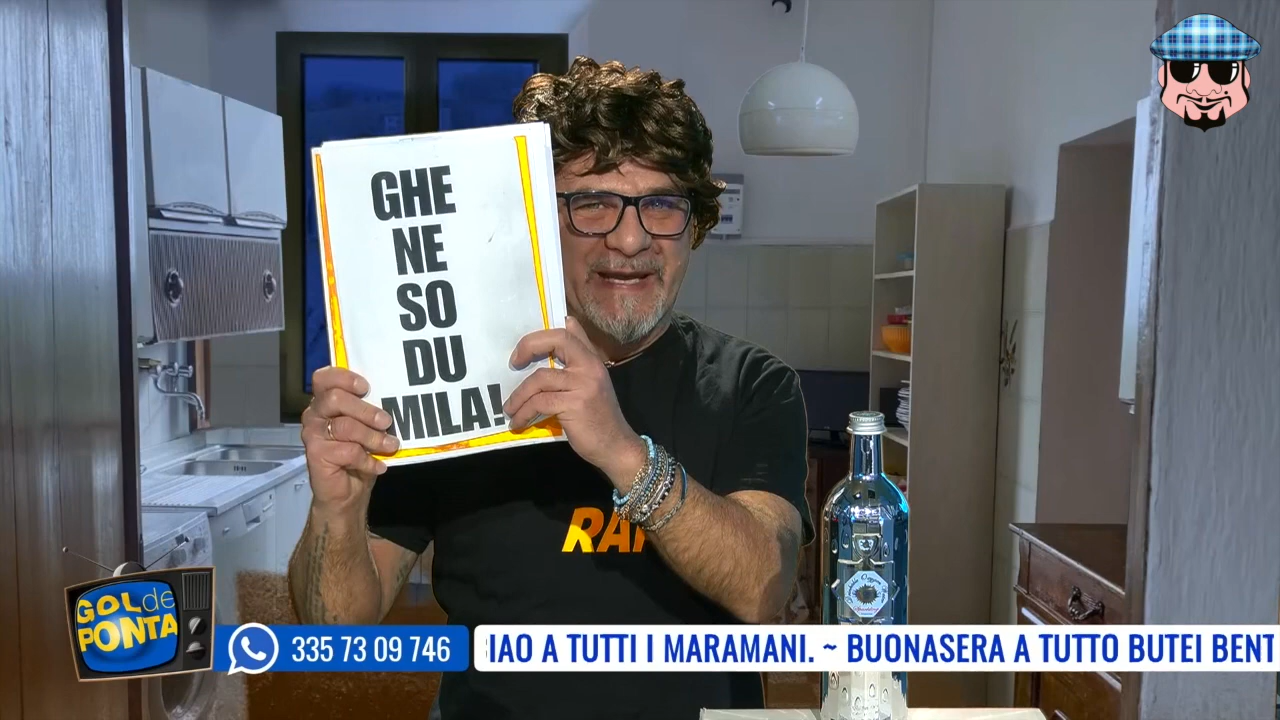 GHE
NE
SO
DU
MILA!
RA
GOL de
PONTA
335 73 09 746
IAO A TUTTI I MARAMANI. ~ BUONASERA A TUTTO BUTEI BENT